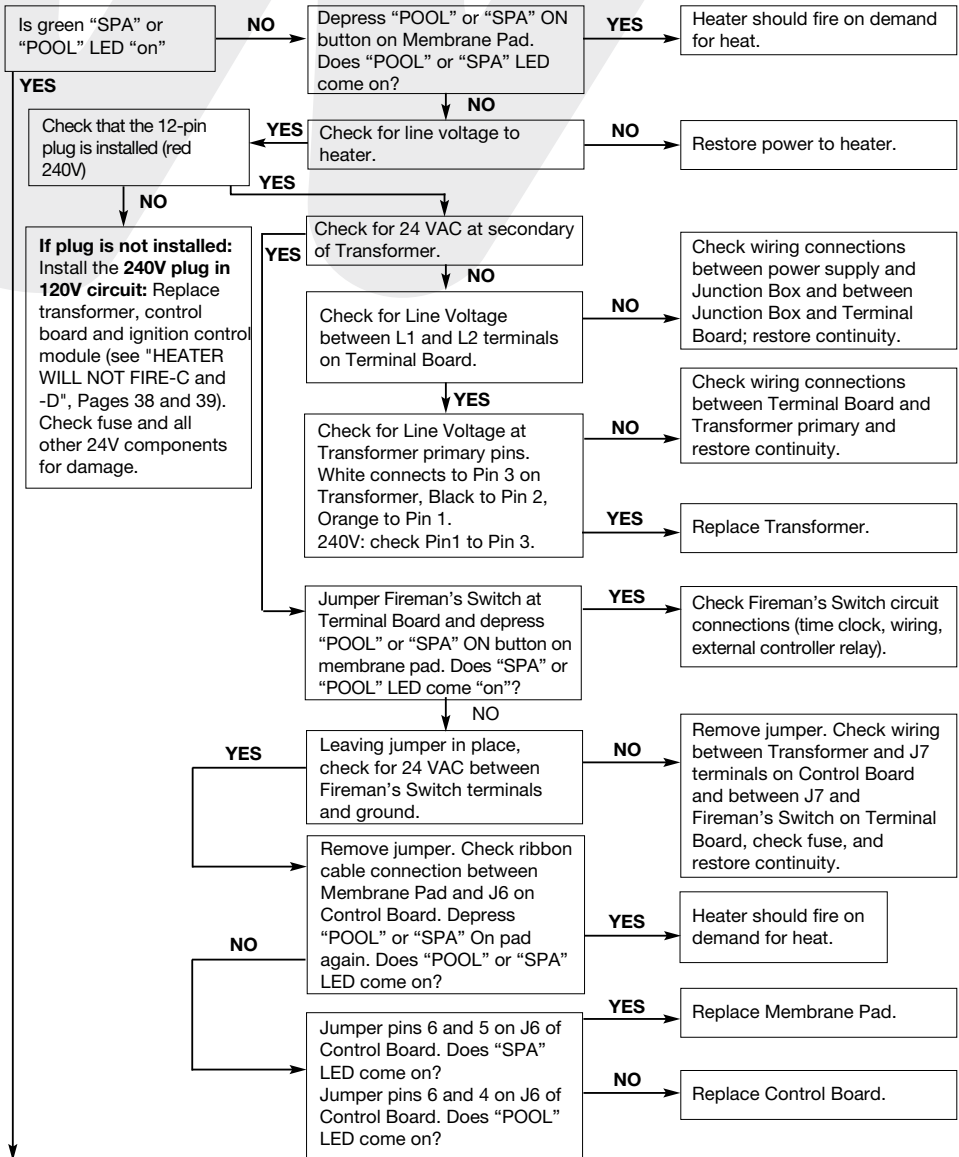 Is green “SPA” or
“POOL” LED “on”
NO
Depress “POOL” or “SPA” ON
button on Membrane Pad.
Does “POOL” or “SPA” LED
come on?
YES
Heater should fire on demand
for heat.
YES
NO
Check that the 12-pin
plug is installed (red
240V)
YES
Check for line voltage to
heater.
NO
Restore power to heater.
YES
NO
If plug is not installed:
Install the 240V plug in
120V circuit: Replace
transformer, control
board and ignition control
module (see "HEATER
WILL NOT FIRE-C and
-D", Pages 38 and 39).
Check fuse and all
other 24V components
for damage.
YES
Check for 24 VAC at secondary
of Transformer.
NO
Check for Line Voltage
between L1 and L2 terminals
on Terminal Board.
NO
Check wiring connections
between power supply and
Junction Box and between
Junction Box and Terminal
Board; restore continuity.
YES
Check for Line Voltage at
Transformer primary pins.
White connects to Pin 3 on
Transformer, Black to Pin 2,
Orange to Pin 1.
240V: check Pin1 to Pin 3.
NO
Check wiring connections
between Terminal Board and
Transformer primary and
restore continuity.
YES
Replace Transformer.
Jumper Fireman's Switch at
Terminal Board and depress
“POOL” or “SPA” ON button on
membrane pad. Does “SPA” or
“POOL” LED come “on”?
YES
Check Fireman's Switch circuit
connections (time clock, wiring,
external controller relay).
NO
YES
Leaving jumper in place,
check for 24 VAC between
Fireman's Switch terminals
and ground.
NO
Remove jumper. Check wiring
between Transformer and J7
terminals on Control Board
and between J7 and
Fireman's Switch on Terminal
Board, check fuse, and
restore continuity.
Remove jumper. Check ribbon
cable connection between
Membrane Pad and J6 on
Control Board. Depress
“POOL” or “SPA” On pad
again. Does “POOL” or “SPA”
LED come on?
YES
Heater should fire on
demand for heat.
NO
Jumper pins 6 and 5 on J6 of
Control Board. Does “SPA”
LED come on?
Jumper pins 6 and 4 on J6 of
Control Board. Does “POOL”
LED come on?
YES
Replace Membrane Pad.
NO
Replace Control Board.